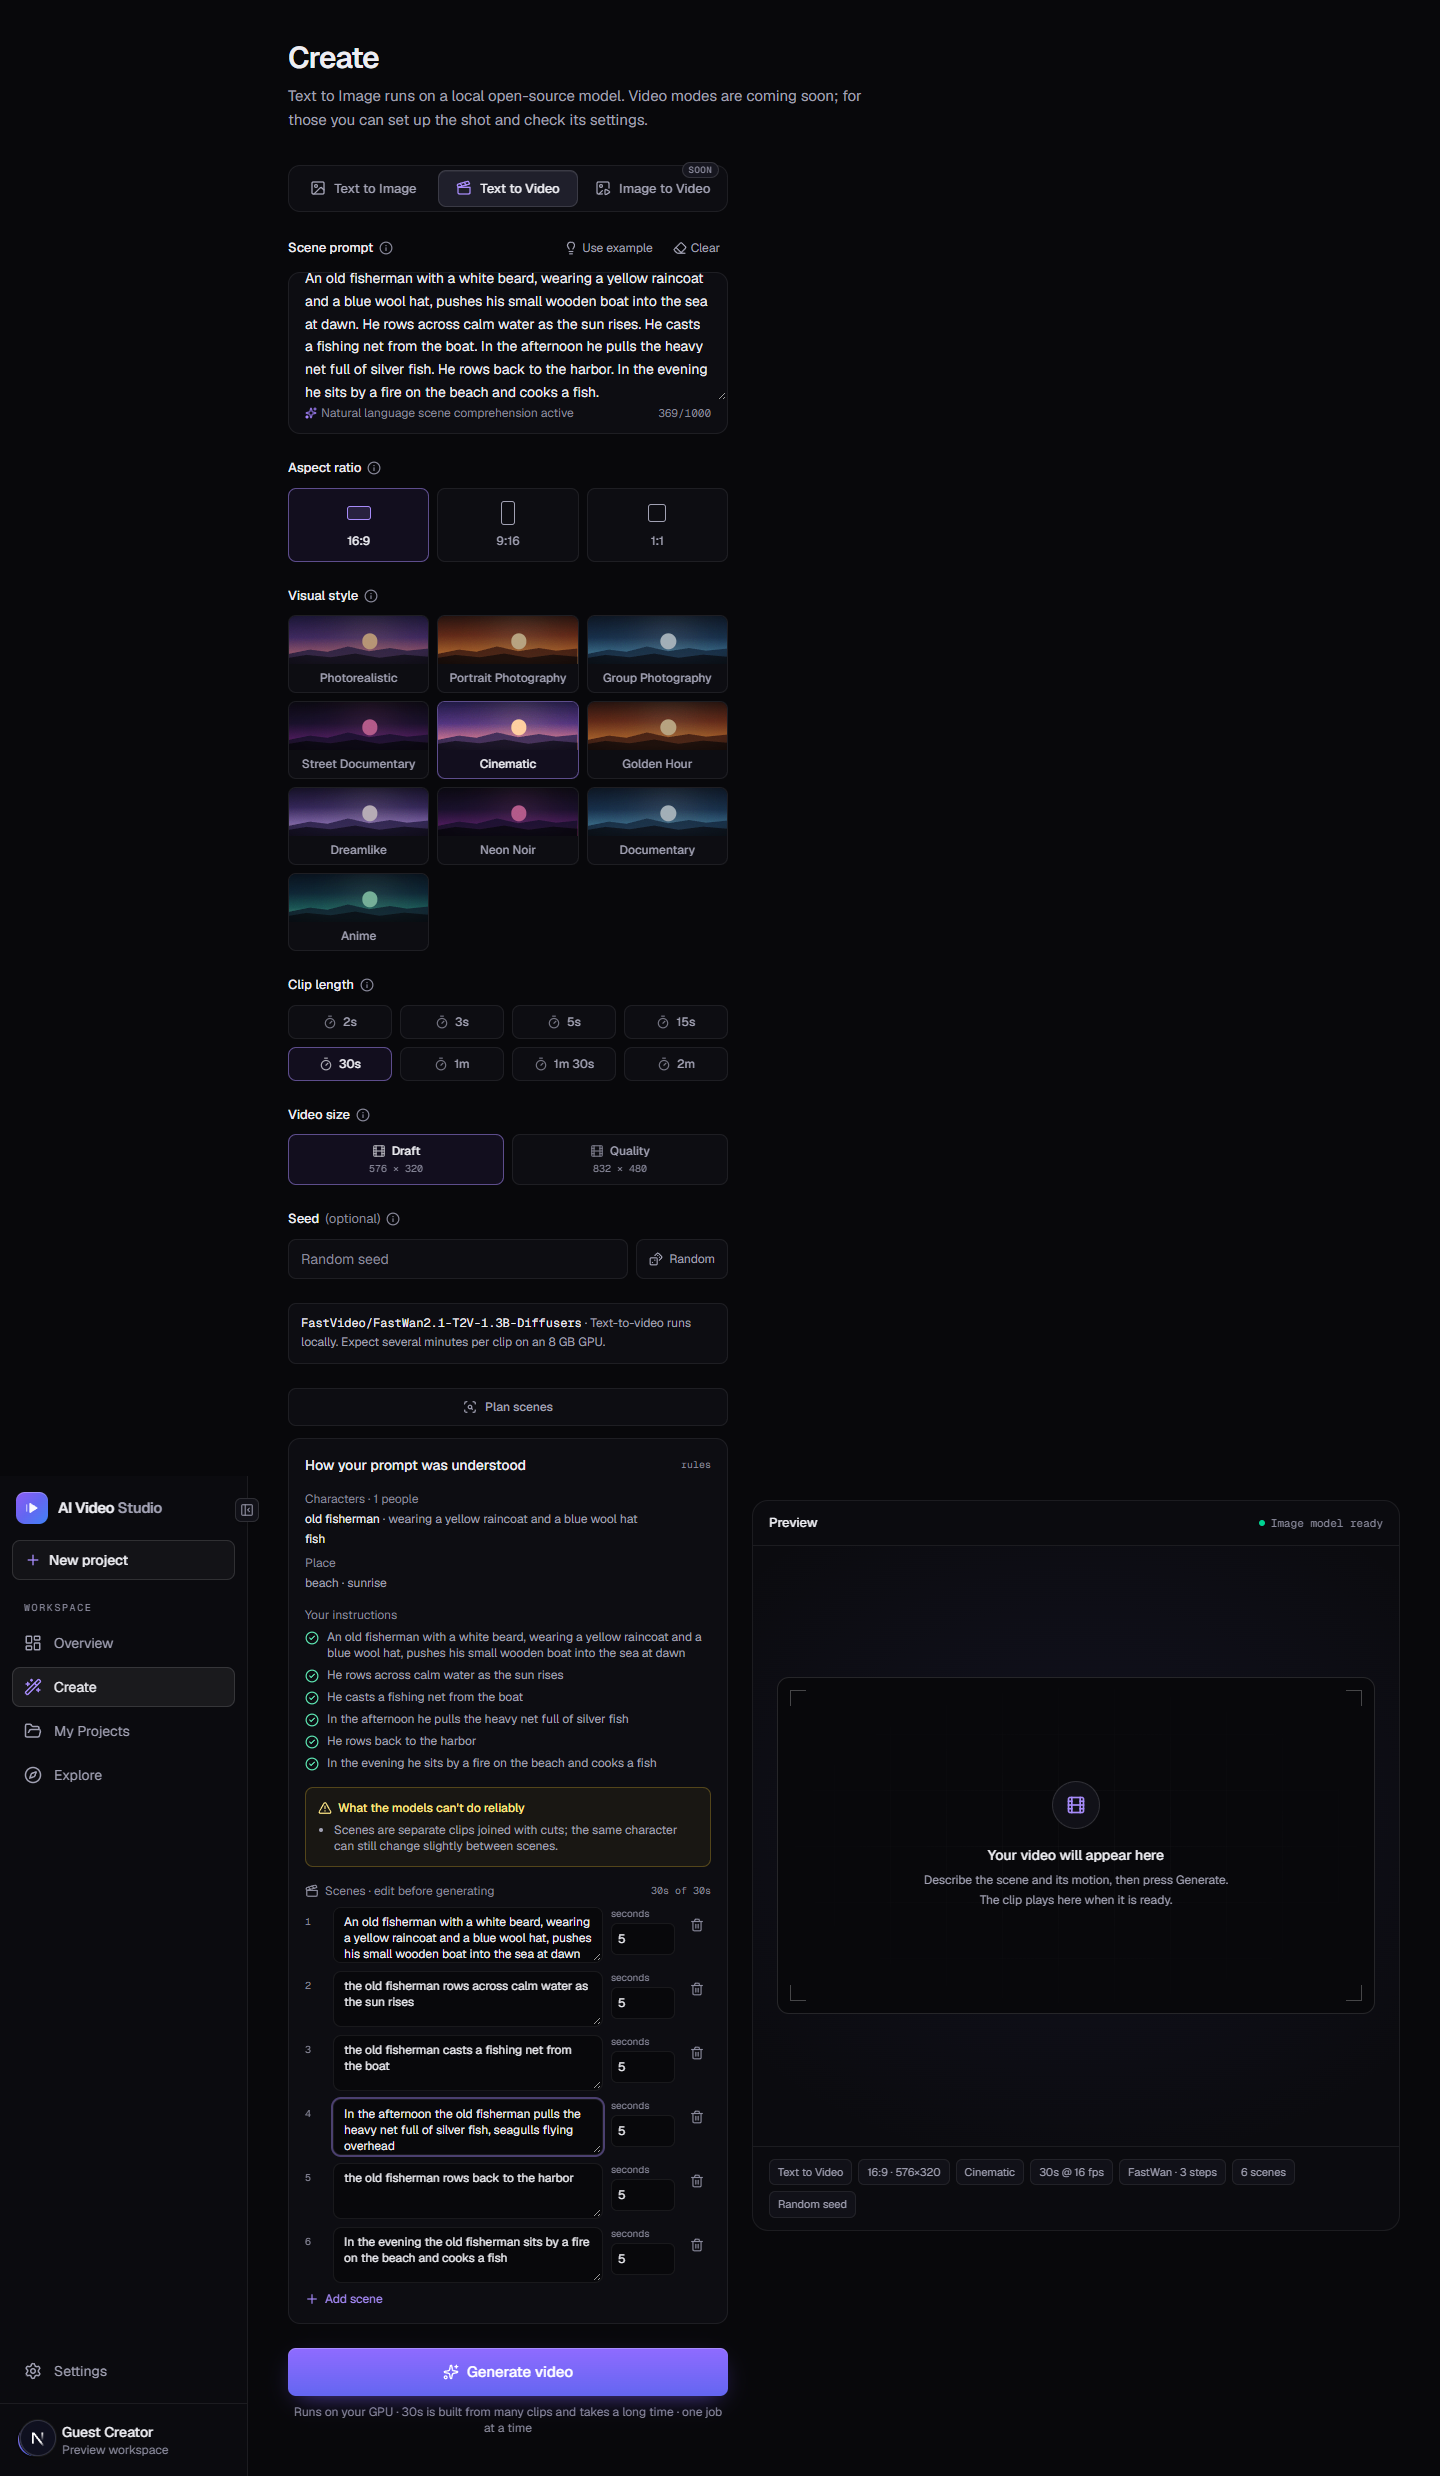 Create
Text to Image runs on a local open-source model. Video modes are coming soon; for
those you can set up the shot and check its settings.
SOON
Text to Image
Text to Video
Image to Video
Scene prompt
Use example
Clear
An old fisherman with a white beard, wearing a yellow raincoat
and a blue wool hat, pushes his small wooden boat into the sea
at dawn. He rows across calm water as the sun rises. He casts
a fishing net from the boat. In the afternoon he pulls the heavy
net full of silver fish. He rows back to the harbor. In the evening
he sits by a fire on the beach and cooks a fish.
Natural language scene comprehension active
369/1000
Aspect ratio
16:9
9:16
1:1
Visual style
Photorealistic
Portrait Photography
Group Photography
Street Documentary
Cinematic
Golden Hour
Dreamlike
Neon Noir
Documentary
Anime
Clip length
2s
3s
5s
15s
30s
1m
1m 30s
2m
Video size
Draft
576 × 320
Quality
832 × 480
Seed (optional)
Random seed
Random
FastVideo/FastWan2.1-T2V-1.3B-Diffusers · Text-to-video runs
locally. Expect several minutes per clip on an 8 GB GPU.
Plan scenes
How your prompt was understood
rules
Characters · 1 people
old fisherman · wearing a yellow raincoat and a blue wool hat
fish
Place
beach · sunrise
Your instructions
An old fisherman with a white beard, wearing a yellow raincoat and a
blue wool hat, pushes his small wooden boat into the sea at dawn
He rows across calm water as the sun rises
He casts a fishing net from the boat
In the afternoon he pulls the heavy net full of silver fish
He rows back to the harbor
In the evening he sits by a fire on the beach and cooks a fish
What the models can't do reliably
Scenes are separate clips joined with cuts; the same character
can still change slightly between scenes.
Scenes · edit before generating
30s of 30s
1
An old fisherman with a white beard, wearing
a yellow raincoat and a blue wool hat, pushes
his small wooden boat into the sea at dawn
seconds
5
2
the old fisherman rows across calm water as
the sun rises
seconds
5
3
the old fisherman casts a fishing net from
the boat
seconds
5
4
In the afternoon the old fisherman pulls the
heavy net full of silver fish, seagulls flying
overhead
seconds
5
5
the old fisherman rows back to the harbor
seconds
5
6
In the evening the old fisherman sits by a fire
on the beach and cooks a fish
seconds
5
Add scene
Generate video
Runs on your GPU · 30s is built from many clips and takes a long time · one job
at a time
AI Video Studio
New project
WORKSPACE
Overview
Create
My Projects
Explore
Settings
N
Guest Creator
Preview workspace
Preview
Image model ready
Your video will appear here
Describe the scene and its motion, then press Generate.
The clip plays here when it is ready.
Text to Video
16:9 · 576×320
Cinematic
30s @ 16 fps
FastWan · 3 steps
6 scenes
Random seed